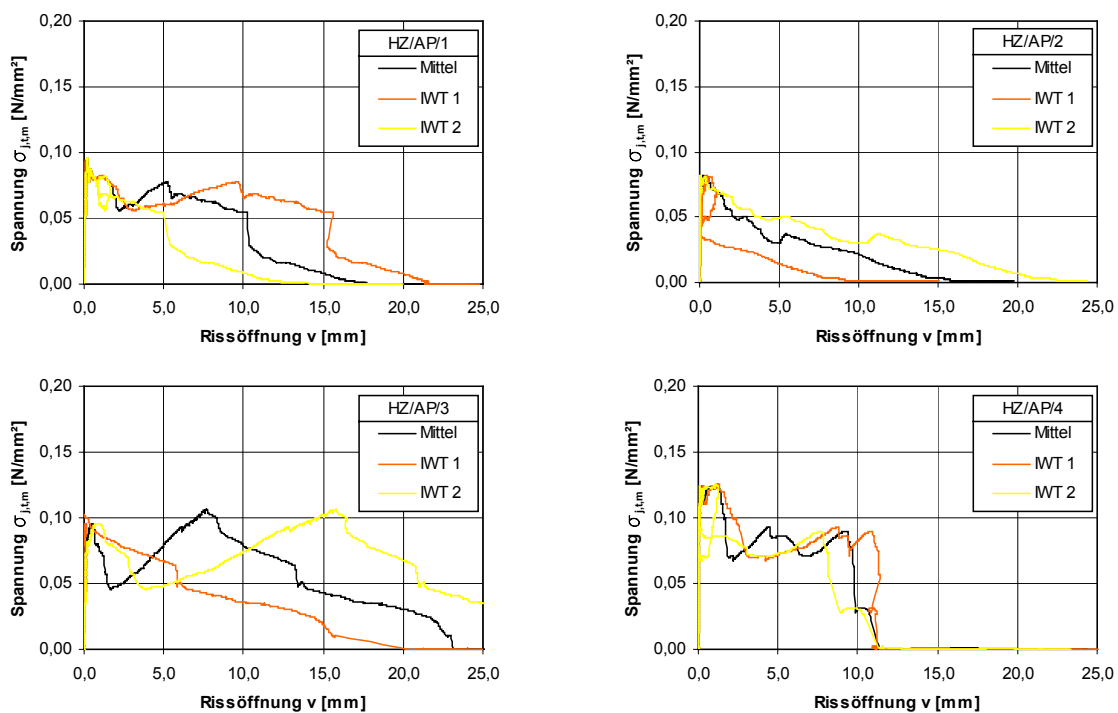 HZ/AP/1
Mittel
IWT 1
IWT 2
Spannung σj,t,m [N/mm²]
0,20
0,15
0,10
0,05
0,00
0,0 5,0 10,0 15,0 20,0 25,0
Rissöffnung v [mm]
HZ/AP/2
Mittel
IWT 1
IWT 2
Spannung σj,t,m [N/mm²]
0,20
0,15
0,10
0,05
0,00
0,0 5,0 10,0 15,0 20,0 25,0
Rissöffnung v [mm]
HZ/AP/3
Mittel
IWT 1
IWT 2
Spannung σj,t,m [N/mm²]
0,20
0,15
0,10
0,05
0,00
0,0 5,0 10,0 15,0 20,0 25,0
Rissöffnung v [mm]
HZ/AP/4
Mittel
IWT 1
IWT 2
Spannung σj,t,m [N/mm²]
0,20
0,15
0,10
0,05
0,00
0,0 5,0 10,0 15,0 20,0 25,0
Rissöffnung v [mm]